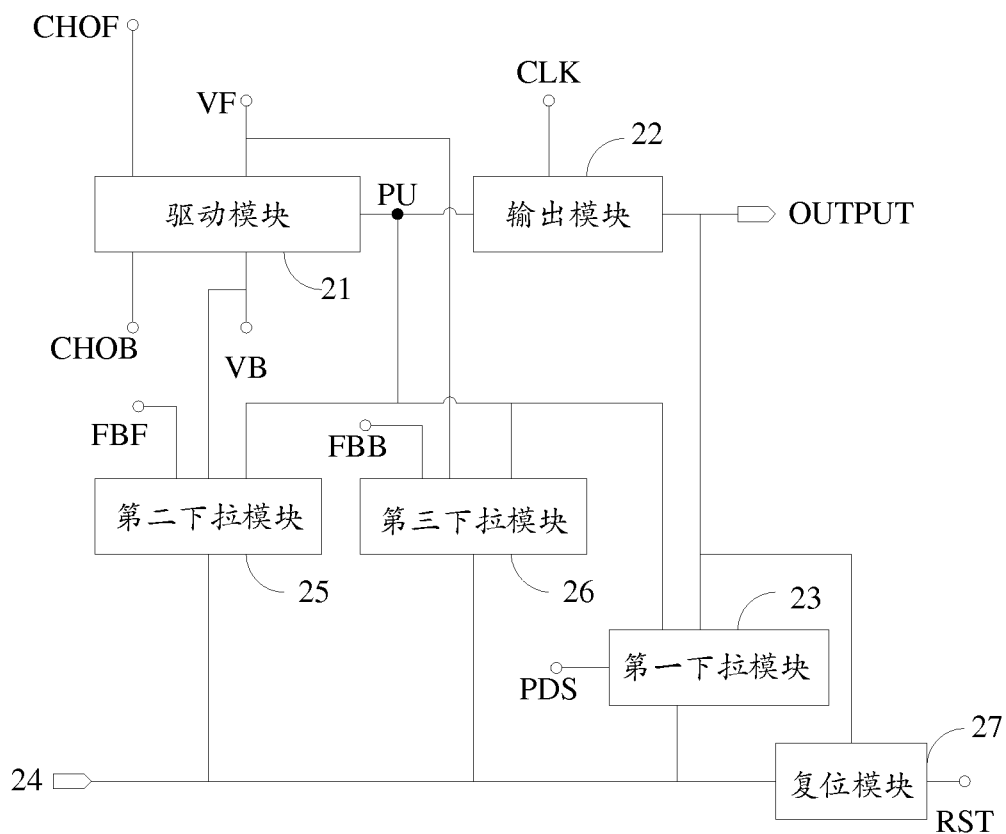 CHOF
VF
CLK
22
PU
驱动模块
输出模块
OUTPUT
21
CHOB
VB
FBF
FBB
第二下拉模块
第三下拉模块
25
26
23
第一下拉模块
PDS
27
24
复位模块
RST